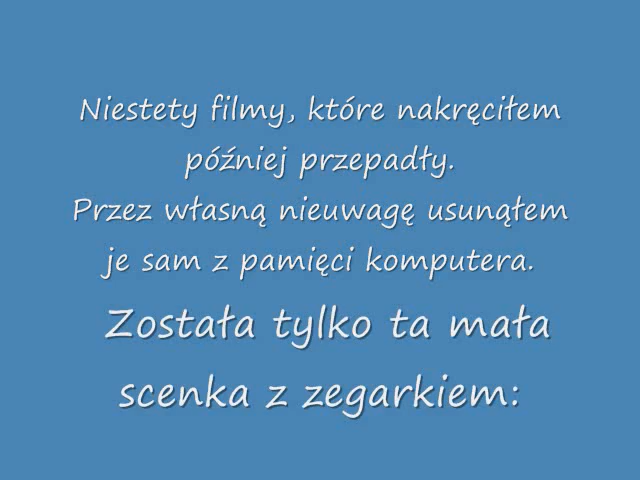 Niestety filmy, które nakręciłem
później przepadły.
Przez własną nieuwagę usunąłem
je sam z pamięci komputera.
Została tylko ta mała
scenka z zegarkiem: